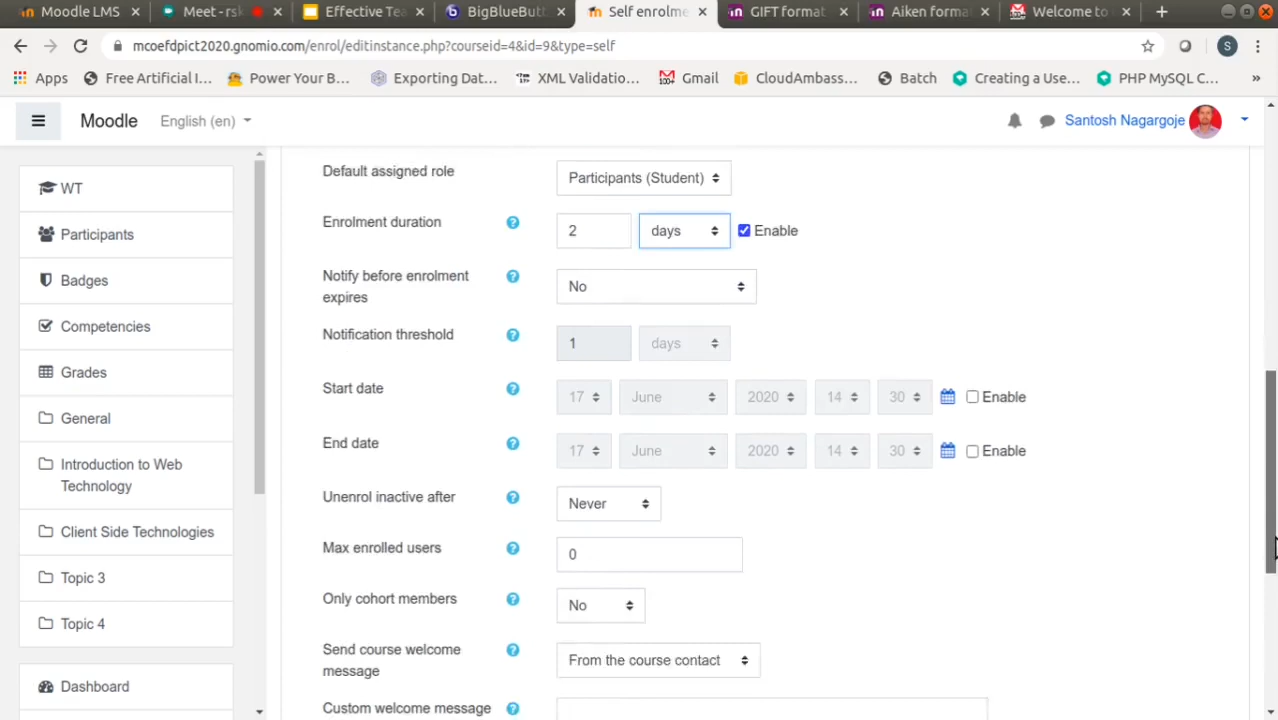 Moodle LMS
Meet - rsk
Effective Tea
BigBlueButt
Self enrolme
GIFT format
Aiken forma
Welcome to
mcoefdpict2020.gnomio.com/enrol/editinstance.php?courseid=4&id=9&type=self
S
Apps
Free Artificial I...
Power Your B...
Exporting Dat...
XML Validatio...
Gmail
CloudAmbass...
Batch
Creating a Use...
PHP MySQL C...
»
Moodle
English (en)
Santosh Nagargoje
WT
Participants
Badges
Competencies
Grades
General
Introduction to Web
Technology
Client Side Technologies
Topic 3
Topic 4
Dashboard
Default assigned role
Participants (Student)
Enrolment duration
2
days
Enable
Notify before enrolment
expires
No
Notification threshold
1
days
Start date
17
June
2020
14
30
Enable
End date
17
June
2020
14
30
Enable
Unenrol inactive after
Never
Max enrolled users
0
Only cohort members
No
Send course welcome
message
From the course contact
Custom welcome message